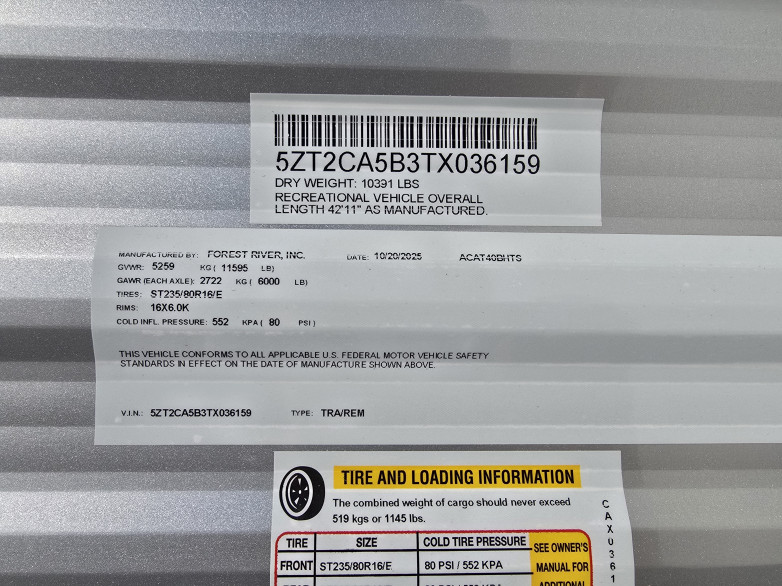 5ZT2CA5B3TX036159
DRY WEIGHT: 10391 LBS
RECREATIONAL VEHICLE OVERALL
LENGTH 42'11" AS MANUFACTURED.
MANUFACTURED BY: FOREST RIVER, INC. DATE: 10/20/2025 ACAT40BHTS
GVWR: 5259 KG ( 11595 LB)
GAWR (EACH AXLE): 2722 KG ( 6000 LB)
TIRES: ST235/80R16/E
RIMS: 16X6.0K
COLD INFL. PRESSURE: 552 KPA ( 80 PSI )
THIS VEHICLE CONFORMS TO ALL APPLICABLE U.S. FEDERAL MOTOR VEHICLE SAFETY
STANDARDS IN EFFECT ON THE DATE OF MANUFACTURE SHOWN ABOVE.
V.I.N.: 5ZT2CA5B3TX036159 TYPE: TRA/REM
TIRE AND LOADING INFORMATION
The combined weight of cargo should never exceed
519 kgs or 1145 lbs.
TIRE SIZE COLD TIRE PRESSURE
FRONT ST235/80R16/E 80 PSI / 552 KPA
SEE OWNER'S
MANUAL FOR
ADDITIONAL
CAX0361